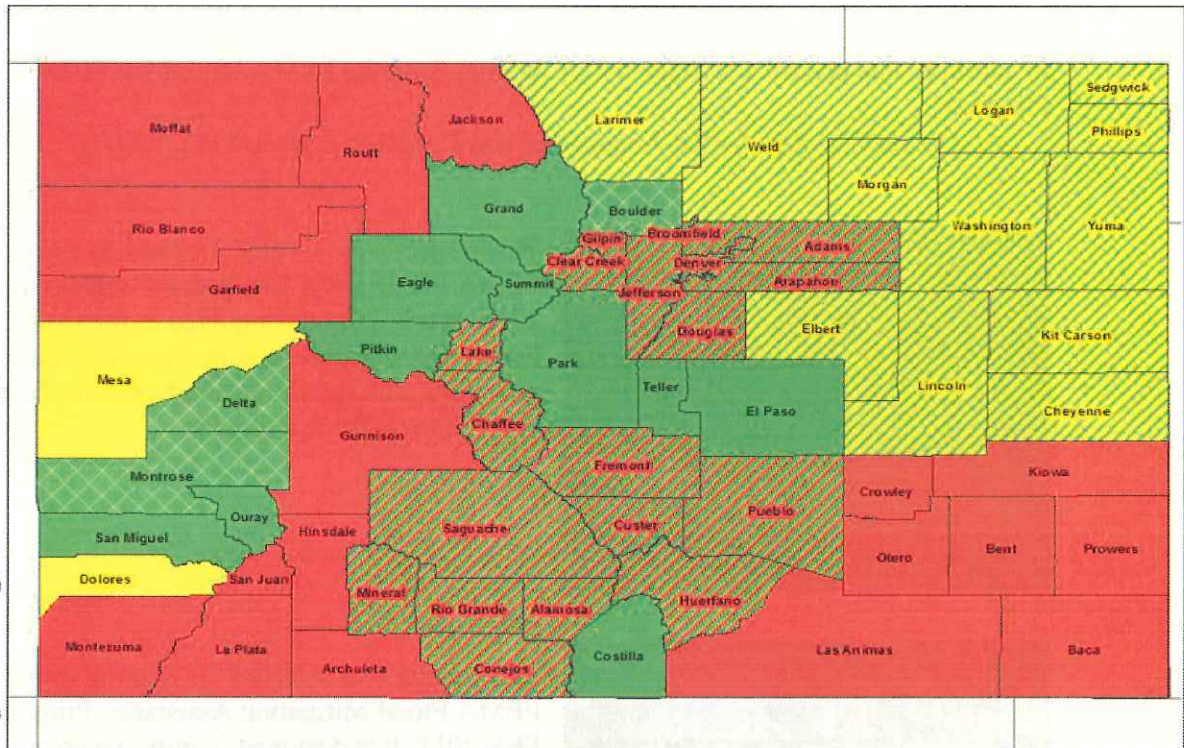 Sedgwick
Moffat
Jackson
Larimer
Logan
Phillips
Routt
Weld
Morgan
Grand
Boulder
Washington
Yuma
Rio Blanco
Gilpin
Broomfield
Adams
Clear Creek
Denver
Eagle
Summit
Arapahoe
Garfield
Jefferson
Elbert
Kit Carson
Douglas
Pitkin
Lake
Park
Mesa
Teller
Lincoln
Delta
El Paso
Cheyenne
Chaffee
Gunnison
Fremont
Montrose
Kiowa
Crowley
Pueblo
Ouray
Saguache
Custer
Hinsdale
San Miguel
Otero
Bent
Prowers
Dolores
San Juan
Mineral
Rio Grande
Alamosa
Huerfano
Montezuma
La Plata
Costilla
Las Animas
Baca
Archuleta
Conejos